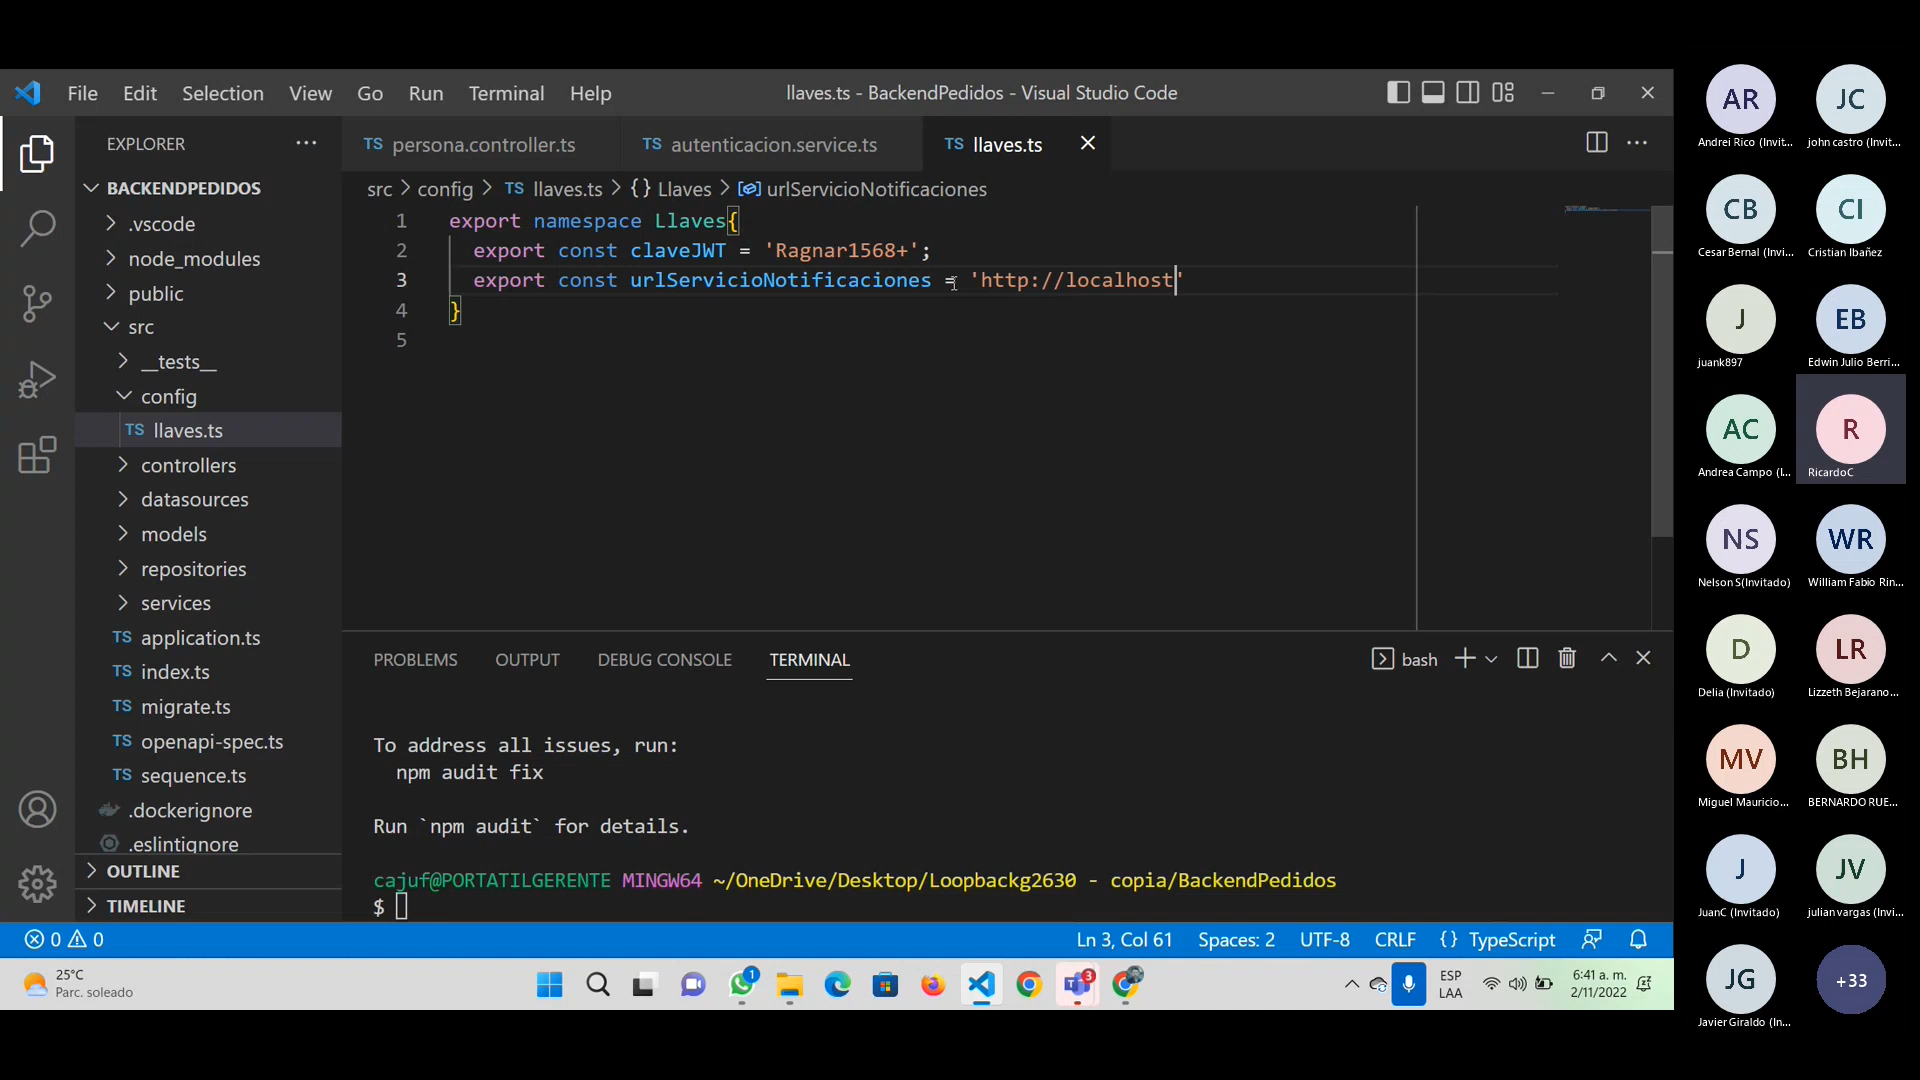 File Edit Selection View Go Run Terminal Help
llaves.ts - BackendPedidos - Visual Studio Code
EXPLORER
BACKENDPEDIDOS
.vscode
node_modules
public
src
__tests__
config
TS llaves.ts
controllers
datasources
models
repositories
services
TS application.ts
TS index.ts
TS migrate.ts
TS openapi-spec.ts
TS sequence.ts
.dockerignore
.eslintignore
OUTLINE
TIMELINE
TS persona.controller.ts TS autenticacion.service.ts TS llaves.ts
src > config > TS llaves.ts > {} Llaves > urlServicioNotificaciones
1 export namespace Llaves{
2 export const claveJWT = 'Ragnar1568+';
3 export const urlServicioNotificaciones = 'http://localhost'
4 }
5
PROBLEMS OUTPUT DEBUG CONSOLE TERMINAL
bash
To address all issues, run:
npm audit fix
Run `npm audit` for details.
cajuf@PORTATILGERENTE MINGW64 ~/OneDrive/Desktop/Loopbackg2630 - copia/BackendPedidos
$
0 0
Ln 3, Col 61 Spaces: 2 UTF-8 CRLF {} TypeScript
25°C
Parc. soleado
1
3
ESP
LAA
6:41 a. m.
2/11/2022
AR JC
Andrei Rico (Invit... john castro (Invit...
CB CI
Cesar Bernal (Invi... Cristian Ibañez
J EB
juank897 Edwin Julio Berri...
AC R
Andrea Campo (I... RicardoC
NS WR
Nelson S(Invitado) William Fabio Rin...
D LR
Delia (Invitado) Lizzeth Bejarano...
MV BH
Miguel Mauricio... BERNARDO RUE...
J JV
JuanC (Invitado) julian vargas (Invi...
JG +33
Javier Giraldo (In...